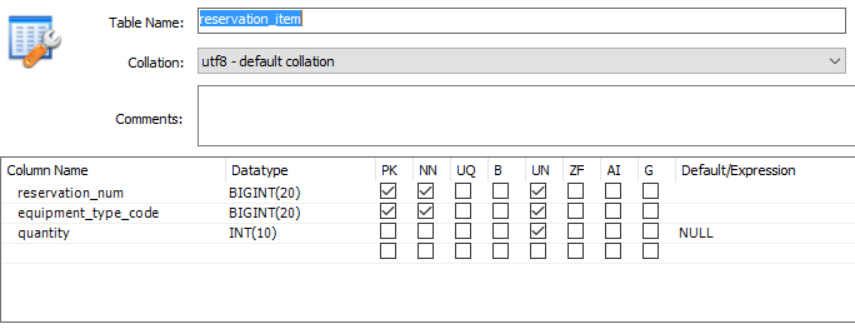 Table Name: reservation_item
Collation: utf8 - default collation
Comments:
Column Name Datatype PK NN UQ B UN ZF AI G Default/Expression
reservation_num BIGINT(20)
equipment_type_code BIGINT(20)
quantity INT(10) NULL